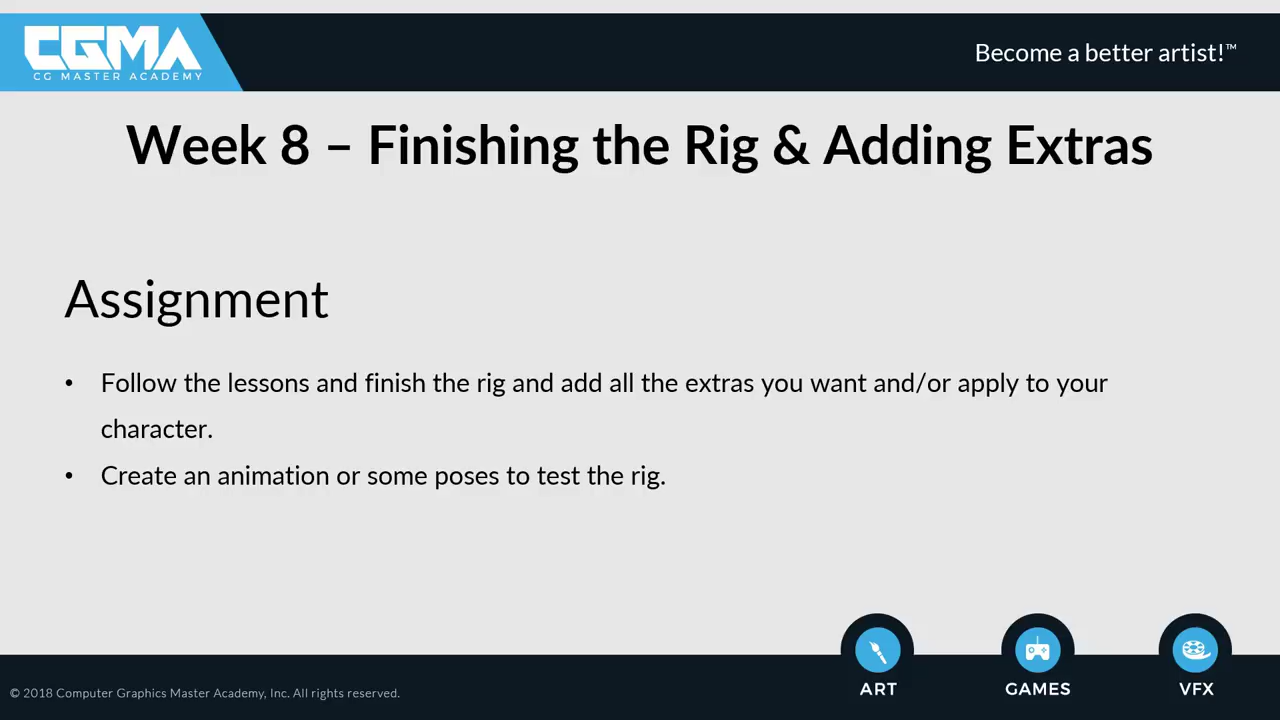 CGMA
CG MASTER ACADEMY
Become a better artist!™
Week 8 – Finishing the Rig & Adding Extras
Assignment
• Follow the lessons and finish the rig and add all the extras you want and/or apply to your
character.
• Create an animation or some poses to test the rig.
ART GAMES VFX
© 2018 Computer Graphics Master Academy, Inc. All rights reserved.